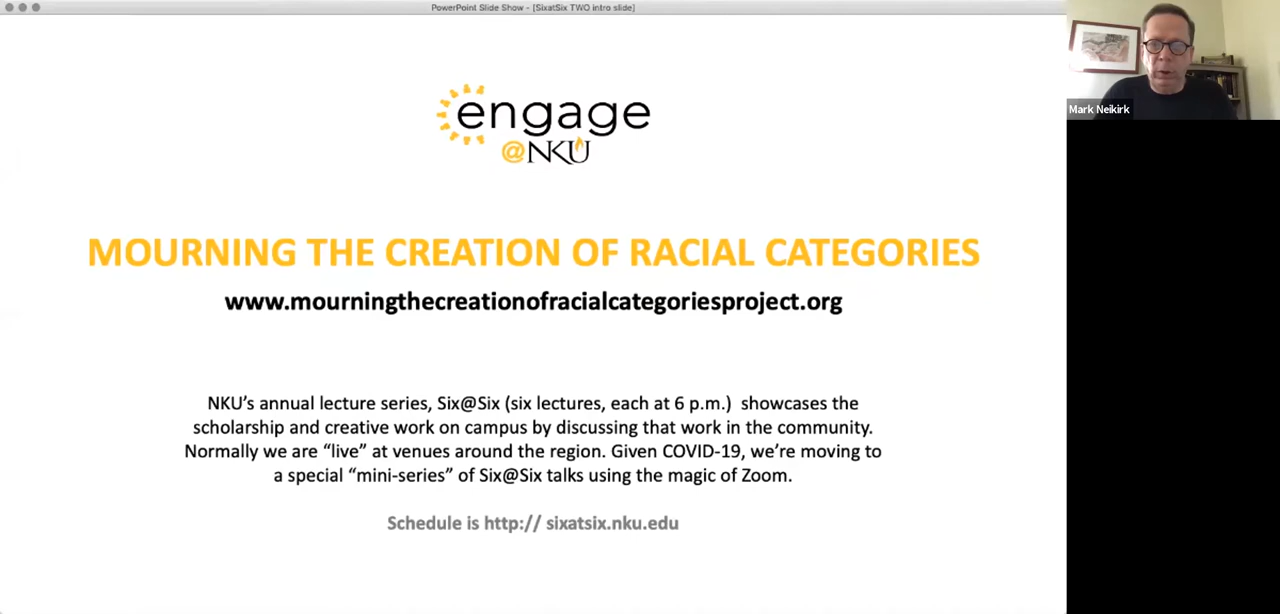 PowerPoint Slide Show - [SixatSix TWO intro slide]
engage
@NKU
Mark Neikirk
MOURNING THE CREATION OF RACIAL CATEGORIES
www.mourningthecreationofracialcategoriesproject.org
NKU’s annual lecture series, Six@Six (six lectures, each at 6 p.m.) showcases the
scholarship and creative work on campus by discussing that work in the community.
Normally we are “live” at venues around the region. Given COVID-19, we’re moving to
a special “mini-series” of Six@Six talks using the magic of Zoom.
Schedule is http:// sixatsix.nku.edu